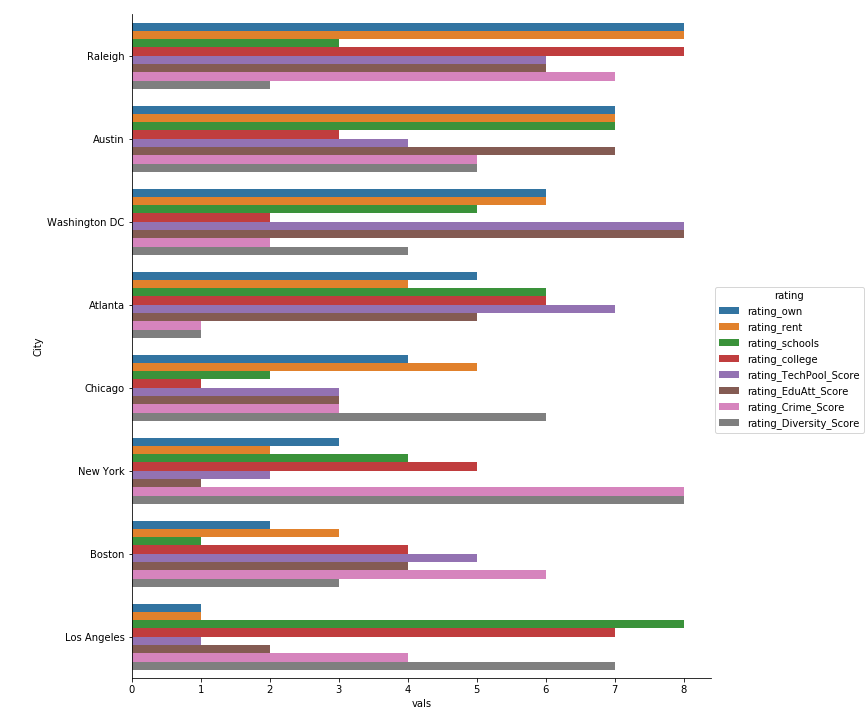 Raleigh
Austin
Washington DC
Atlanta
Chicago
New York
Boston
Los Angeles
City
0 1 2 3 4 5 6 7 8
vals
rating
rating_own
rating_rent
rating_schools
rating_college
rating_TechPool_Score
rating_EduAtt_Score
rating_Crime_Score
rating_Diversity_Score